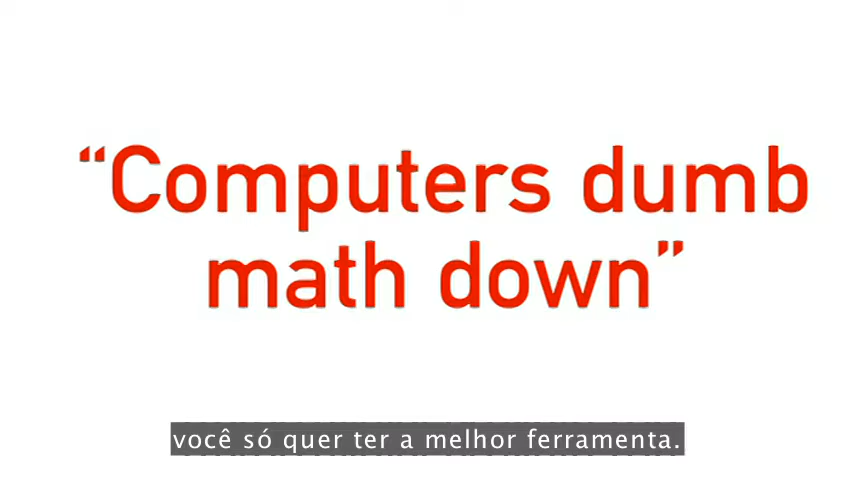 “Computers dumb
math down”
você só quer ter a melhor ferramenta.